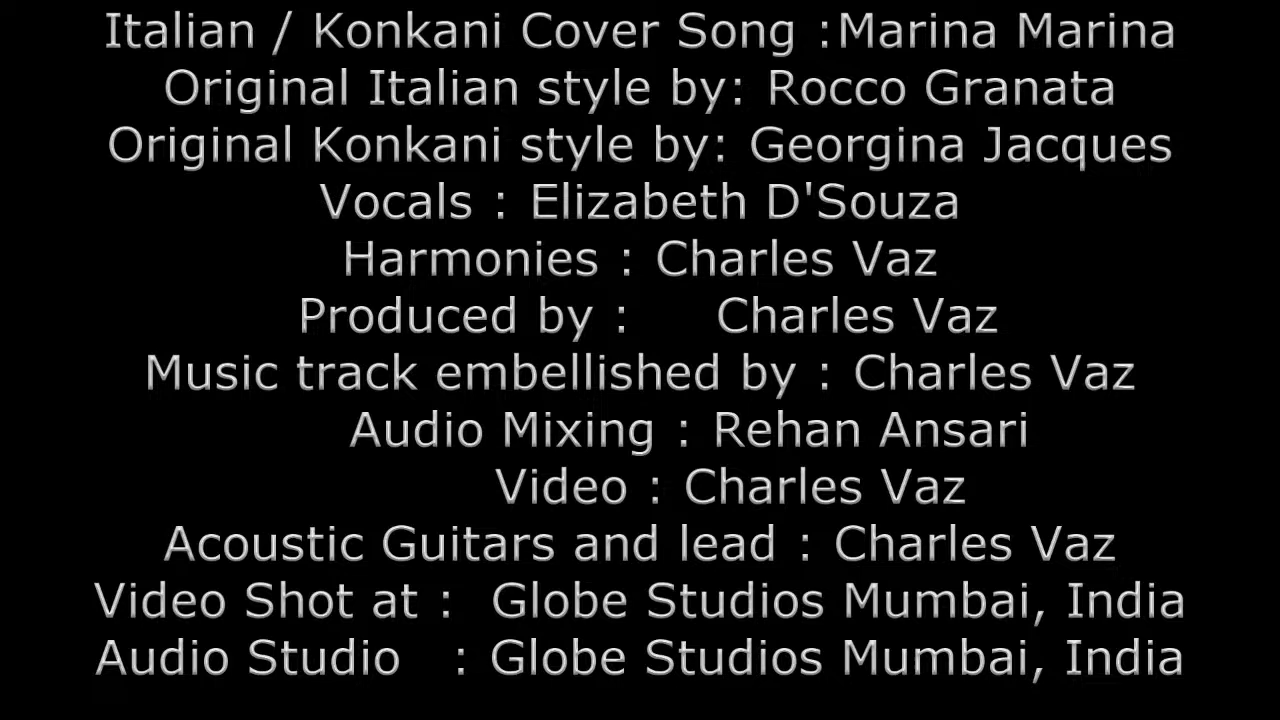 Italian / Konkani Cover Song :Marina Marina
Original Italian style by: Rocco Granata
Original Konkani style by: Georgina Jacques
Vocals : Elizabeth D'Souza
Harmonies : Charles Vaz
Produced by : Charles Vaz
Music track embellished by : Charles Vaz
Audio Mixing : Rehan Ansari
Video : Charles Vaz
Acoustic Guitars and lead : Charles Vaz
Video Shot at : Globe Studios Mumbai, India
Audio Studio : Globe Studios Mumbai, India